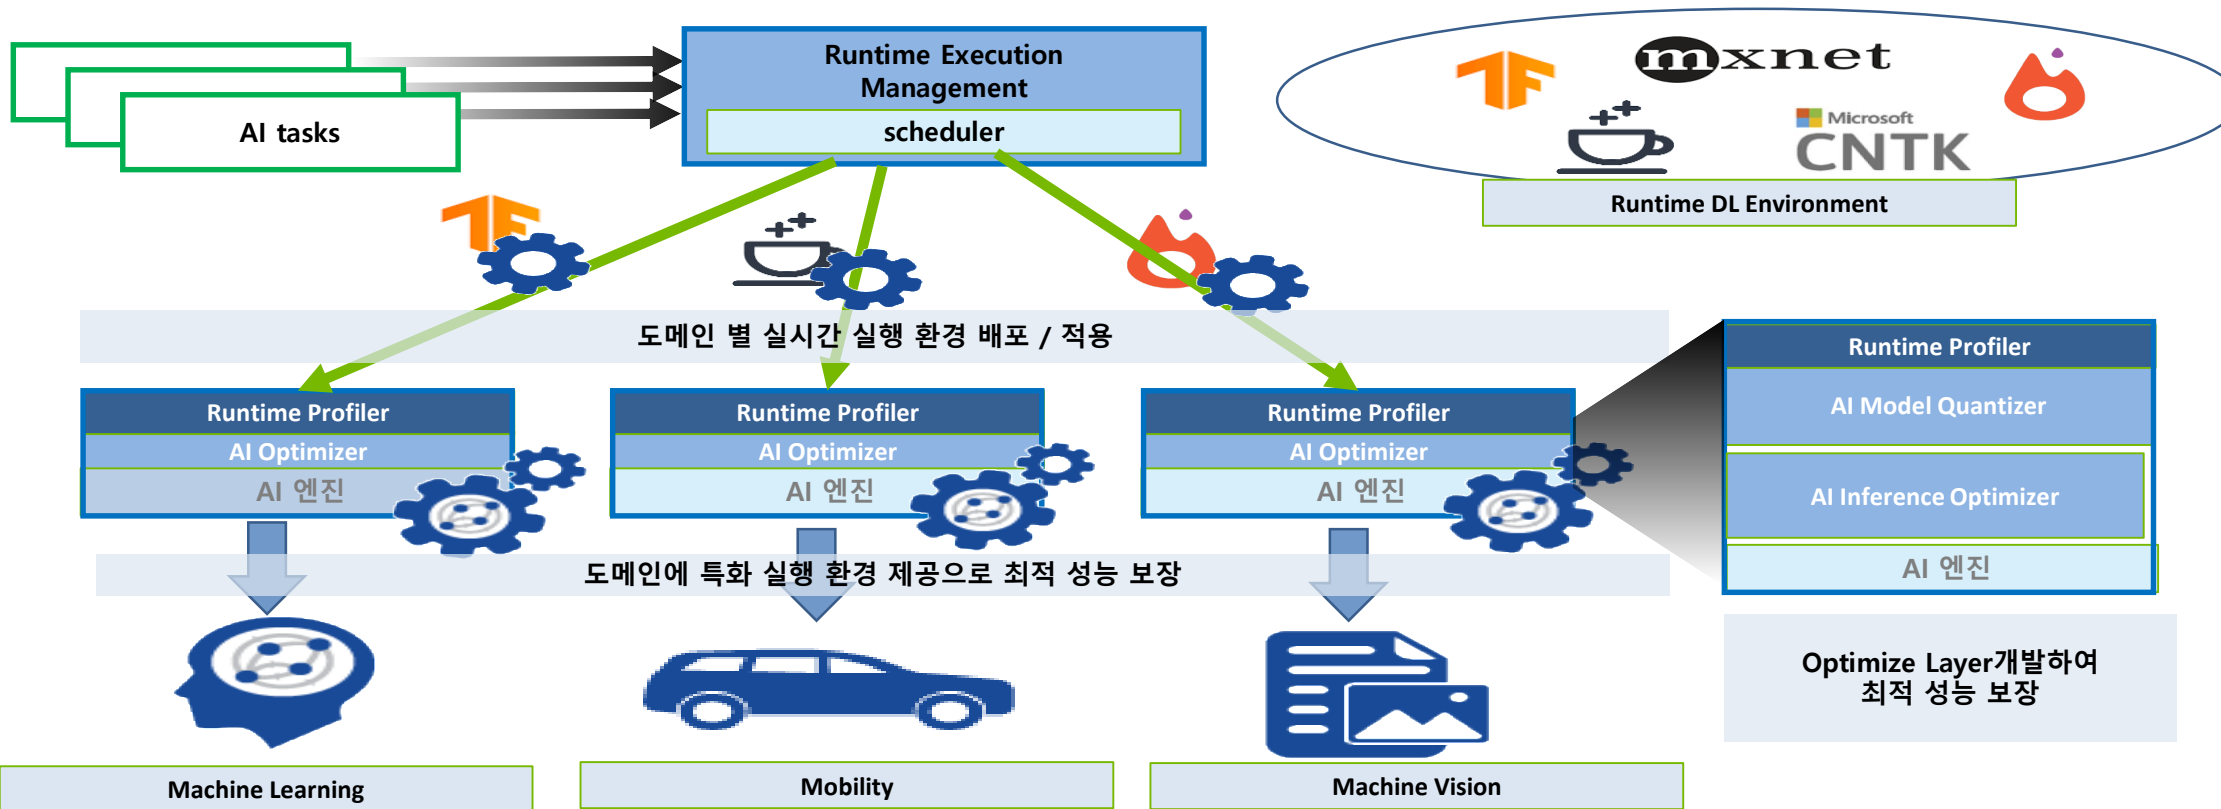 AI tasks
Runtime Execution
Management
scheduler
mxnet
Microsoft
CNTK
Runtime DL Environment
도메인 별 실시간 실행 환경 배포 / 적용
Runtime Profiler
AI Optimizer
AI 엔진
Runtime Profiler
AI Optimizer
AI 엔진
Runtime Profiler
AI Optimizer
AI 엔진
Runtime Profiler
AI Model Quantizer
AI Inference Optimizer
AI 엔진
도메인에 특화 실행 환경 제공으로 최적 성능 보장
Optimize Layer개발하여
최적 성능 보장
Machine Learning
Mobility
Machine Vision